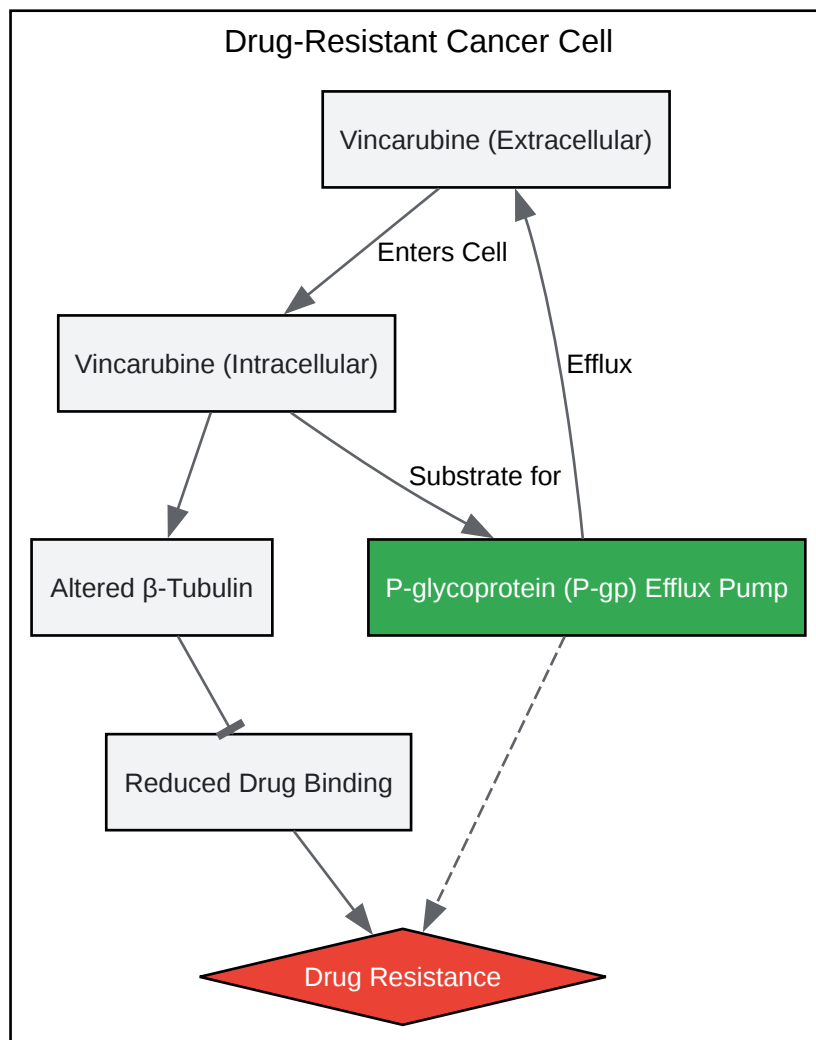 Drug-Resistant Cancer Cell
Vincarubine (Extracellular)
Enters Cell
Vincarubine (Intracellular)
Efflux
Substrate for
Altered β-Tubulin
P-glycoprotein (P-gp) Efflux Pump
Reduced Drug Binding
Drug Resistance